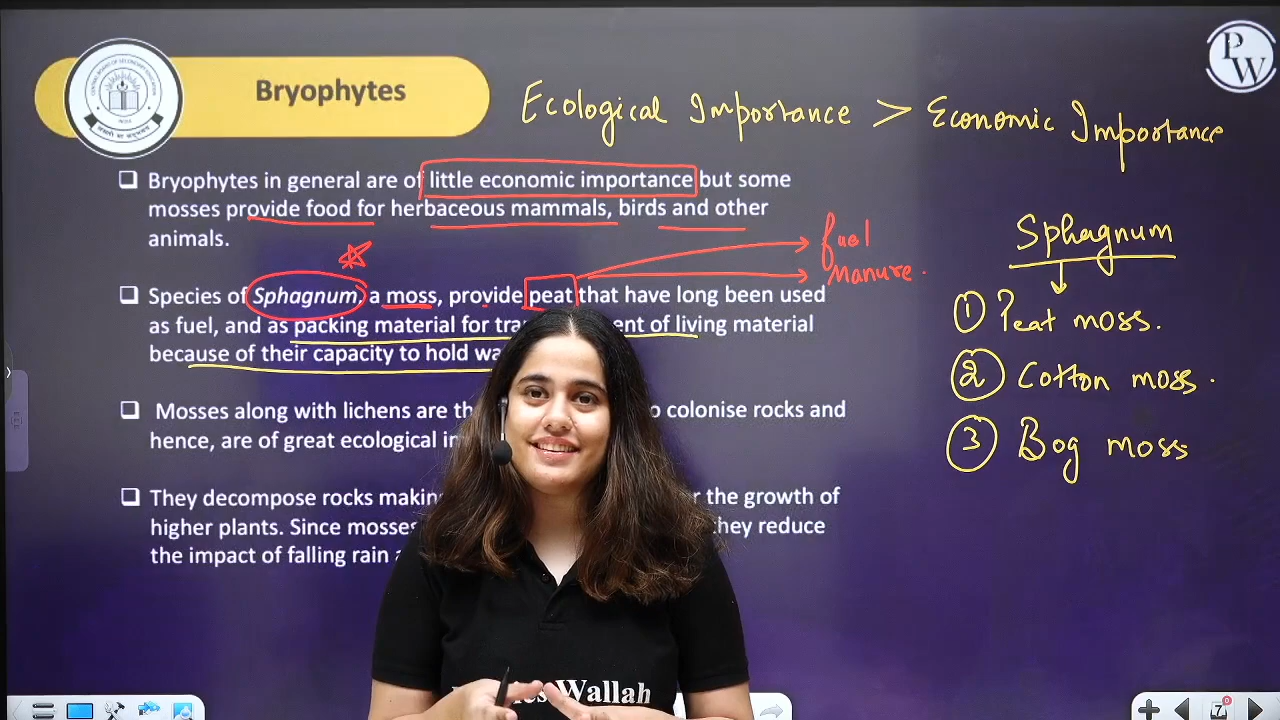 Bryophytes
Ecological Importance > Economic Importance
PW
Bryophytes in general are of little economic importance but some
mosses provide food for herbaceous mammals, birds and other
animals.
fuel
manure.
Species of Sphagnum, a moss, provide peat that have long been used
as fuel, and as packing material for tran ent of living material
because of their capacity to hold wa
Mosses along with lichens are th o colonise rocks and
hence, are of great ecological im
They decompose rocks making r the growth of
higher plants. Since mosses they reduce
the impact of falling rain a
Sphagnum
1 Peat moss.
2 Cotton moss.
3 Bog moss
Wallah
7